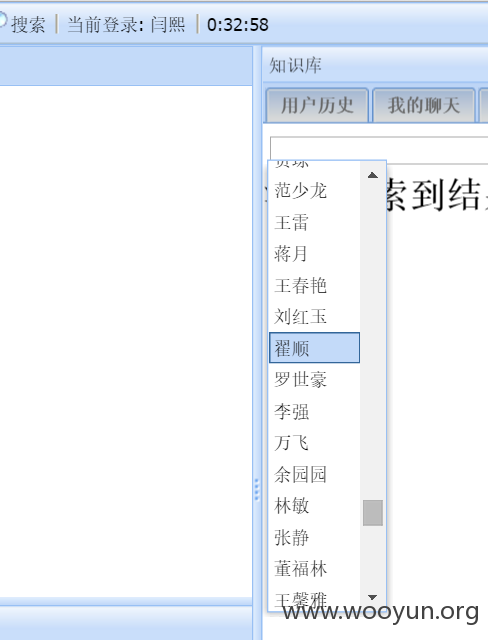 搜索 当前登录: 闫熙 0:32:58
知识库
用户历史 我的聊天
范少龙
索到结
王雷
蒋月
王春艳
刘红玉
翟顺
罗世豪
李强
万飞
余园园
林敏
张静
董福林
王馨雅
www.wooyun.org